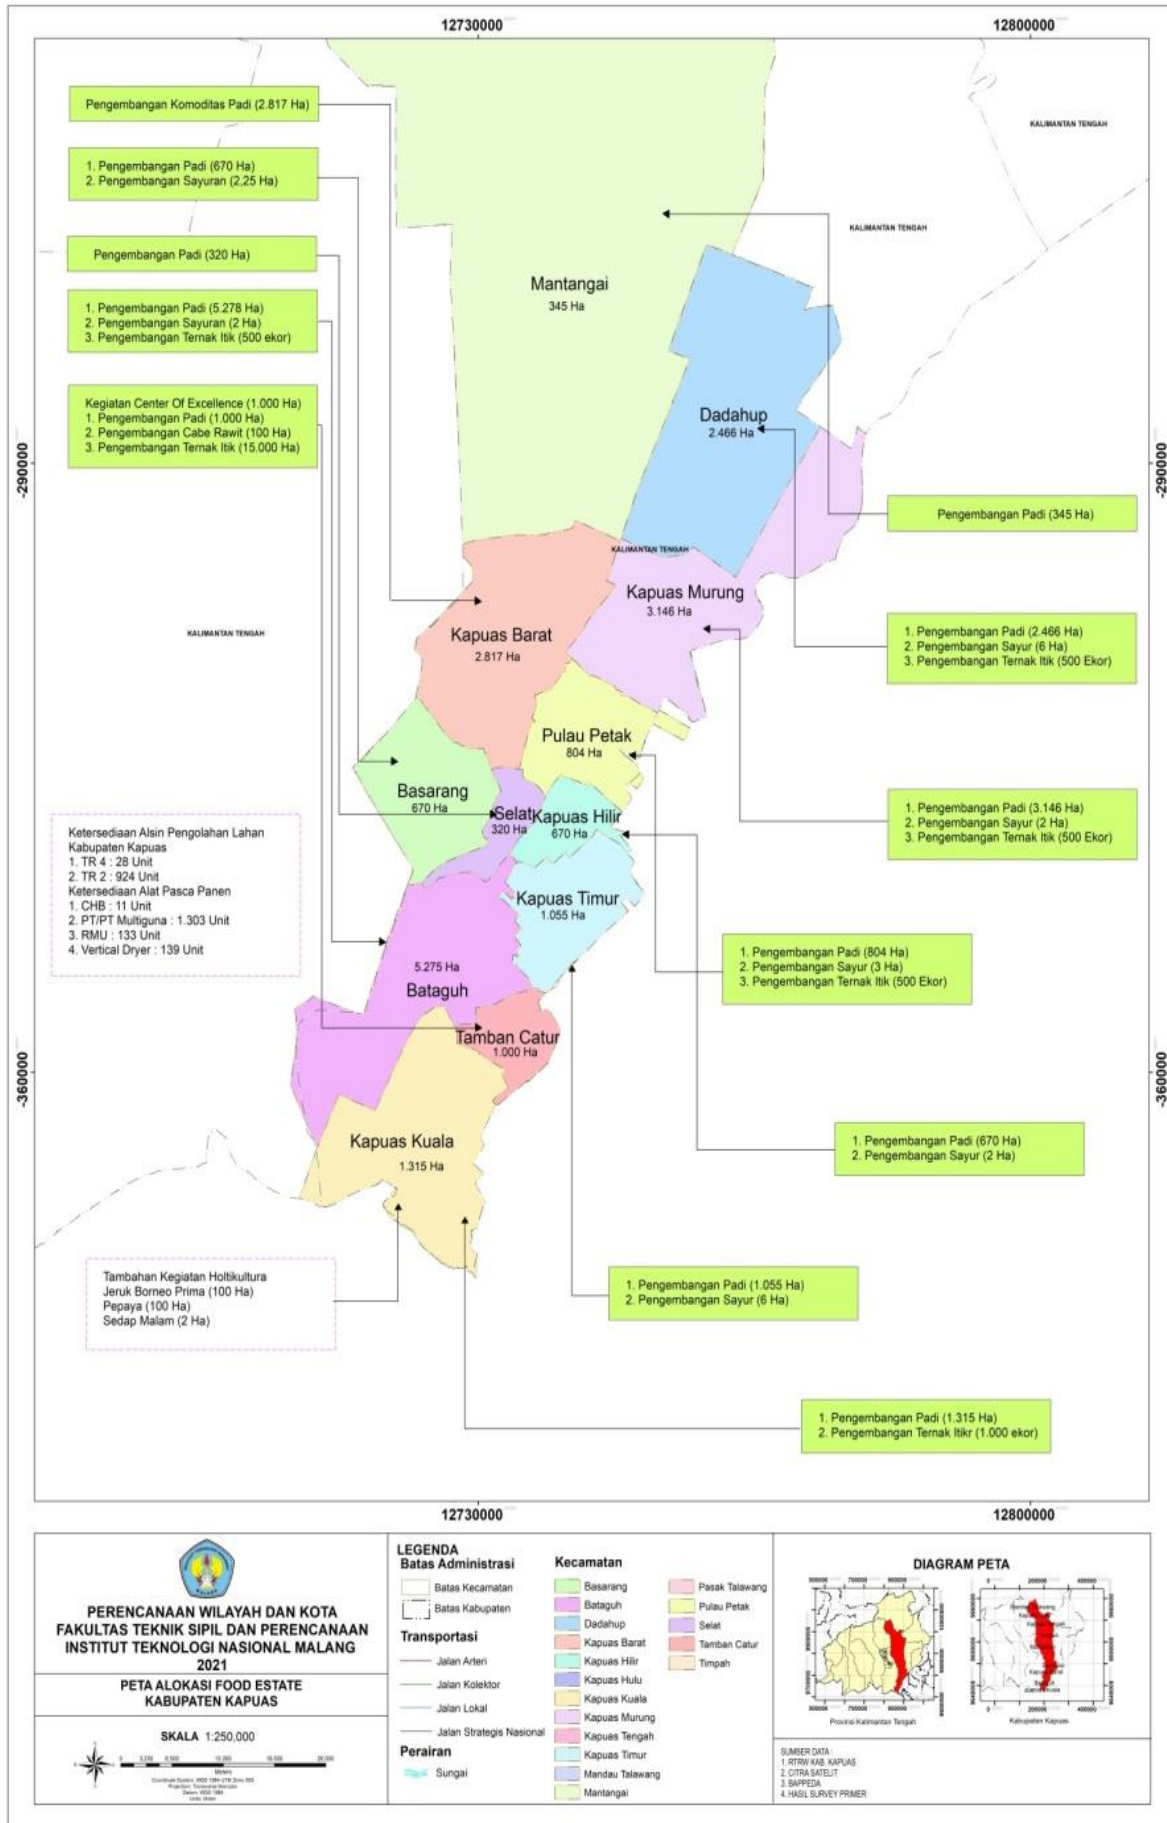 12730000
12800000
Pengembangan Komoditas Padi (2.817 Ha)
1. Pengembangan Padi (670 Ha)
2. Pengembangan Sayuran (2,25 Ha)
Pengembangan Padi (320 Ha)
1. Pengembangan Padi (5.278 Ha)
2. Pengembangan Sayuran (2 Ha)
3. Pengembangan Ternak Itik (500 ekor)
Kegiatan Center Of Excellence (1.000 Ha)
1. Pengembangan Padi (1.000 Ha)
2. Pengembangan Cabe Rawit (100 Ha)
3. Pengembangan Ternak Itik (15.000 Ha)
KALIMANTAN TENGAH
KALIMANTAN TENGAH
Mantangai
345 Ha
Dadahup
2.466 Ha
-290000
-290000
Pengembangan Padi (345 Ha)
KALIMANTAN TENGAH
Kapuas Murung
3.146 Ha
KALIMANTAN TENGAH
Kapuas Barat
2.817 Ha
1. Pengembangan Padi (2.466 Ha)
2. Pengembangan Sayur (6 Ha)
3. Pengembangan Ternak Itik (500 Ekor)
Pulau Petak
804 Ha
Basarang
670 Ha
Selat
320 Ha
Kapuas Hilir
670 Ha
1. Pengembangan Padi (3.146 Ha)
2. Pengembangan Sayur (2 Ha)
3. Pengembangan Ternak Itik (500 Ekor)
Ketersediaan Alsin Pengolahan Lahan
Kabupaten Kapuas
1. TR 4 : 28 Unit
2. TR 2 : 924 Unit
Ketersediaan Alat Pasca Panen
1. CHB : 11 Unit
2. PT/PT Multiguna : 1.303 Unit
3. RMU : 133 Unit
4. Vertical Dryer : 139 Unit
Kapuas Timur
1.055 Ha
5.275 Ha
Bataguh
1. Pengembangan Padi (804 Ha)
2. Pengembangan Sayur (3 Ha)
3. Pengembangan Ternak Itik (500 Ekor)
Tamban Catur
1.000 Ha
-360000
-360000
Kapuas Kuala
1.315 Ha
1. Pengembangan Padi (670 Ha)
2. Pengembangan Sayur (2 Ha)
Tambahan Kegiatan Holtikultura
Jeruk Borneo Prima (100 Ha)
Pepaya (100 Ha)
Sedap Malam (2 Ha)
1. Pengembangan Padi (1.055 Ha)
2. Pengembangan Sayur (6 Ha)
1. Pengembangan Padi (1.315 Ha)
2. Pengembangan Ternak Itikr (1.000 ekor)
12730000
12800000
PERENCANAAN WILAYAH DAN KOTA
FAKULTAS TEKNIK SIPIL DAN PERENCANAAN
INSTITUT TEKNOLOGI NASIONAL MALANG
2021
PETA ALOKASI FOOD ESTATE
KABUPATEN KAPUAS
SKALA 1:250,000
Meters
LEGENDA
Batas Administrasi
Batas Kecamatan
Batas Kabupaten
Transportasi
Jalan Arteri
Jalan Kolektor
Jalan Lokal
Jalan Strategis Nasional
Perairan
Sungai
Kecamatan
Basarang
Bataguh
Dadahup
Kapuas Barat
Kapuas Hilir
Kapuas Hulu
Kapuas Kuala
Kapuas Murung
Kapuas Tengah
Kapuas Timur
Mandau Talawang
Mantangai
Pasak Talawang
Pulau Petak
Selat
Tamban Catur
Timpah
DIAGRAM PETA
Provinsi Kalimantan Tengah
Kabupaten Kapuas
SUMBER DATA :
1. RTRW KAB. KAPUAS
2. CITRA SATELIT
3. BAPPEDA
4. HASIL SURVEY PRIMER